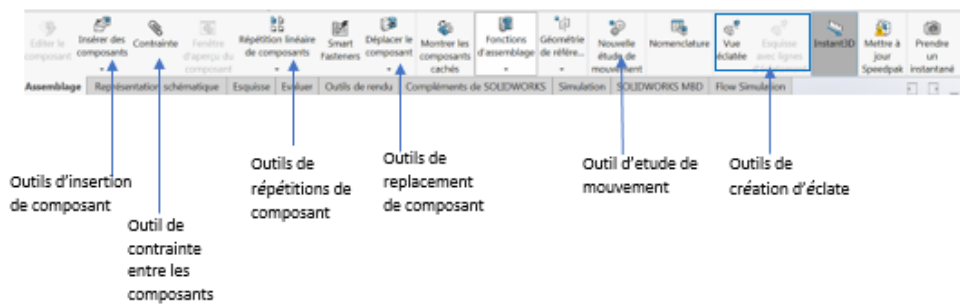 Editer le composant
Insérer des composants
Contrainte
Fenêtre d'aperçu du composant
Répétition linéaire de composants
Smart Fasteners
Déplacer le composant
Montrer les composants cachés
Fonctions d'assemblage
Géométrie de référe...
Nouvelle étude de mouvement
Nomenclature
Vue éclatée
Esquisse avec lignes
Instant3D
Mettre à jour Speedpak
Prendre un instantané
Assemblage Représentation schématique Esquisse Evaluer Outils de rendu Compléments de SOLIDWORKS Simulation SOLIDWORKS MBD Flow Simulation
Outils d'insertion
de composant
Outil de
contrainte
entre les
composants
Outils de
répétitions de
composant
Outils de
replacement
de composant
Outil d'etude de
mouvement
Outils de
création d'éclate